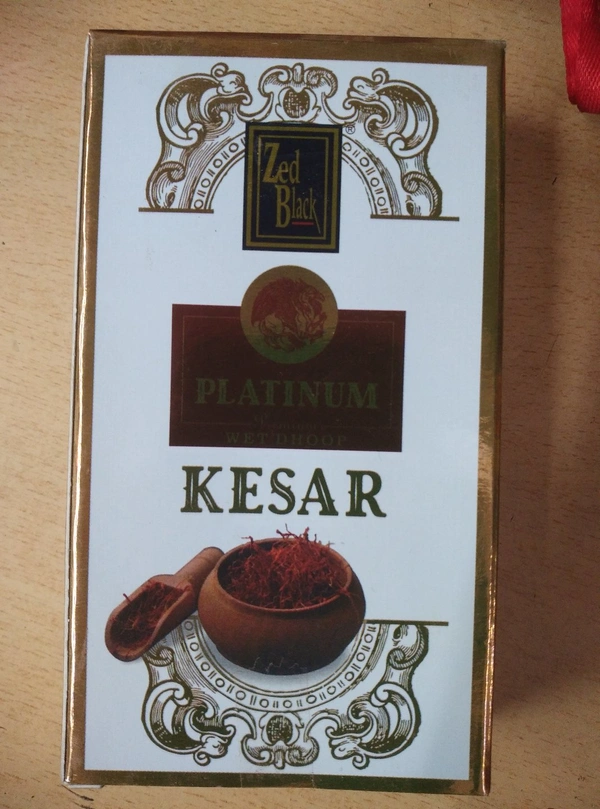 Zed
Black
®
PLATINUM
WET DHOOP
KESAR